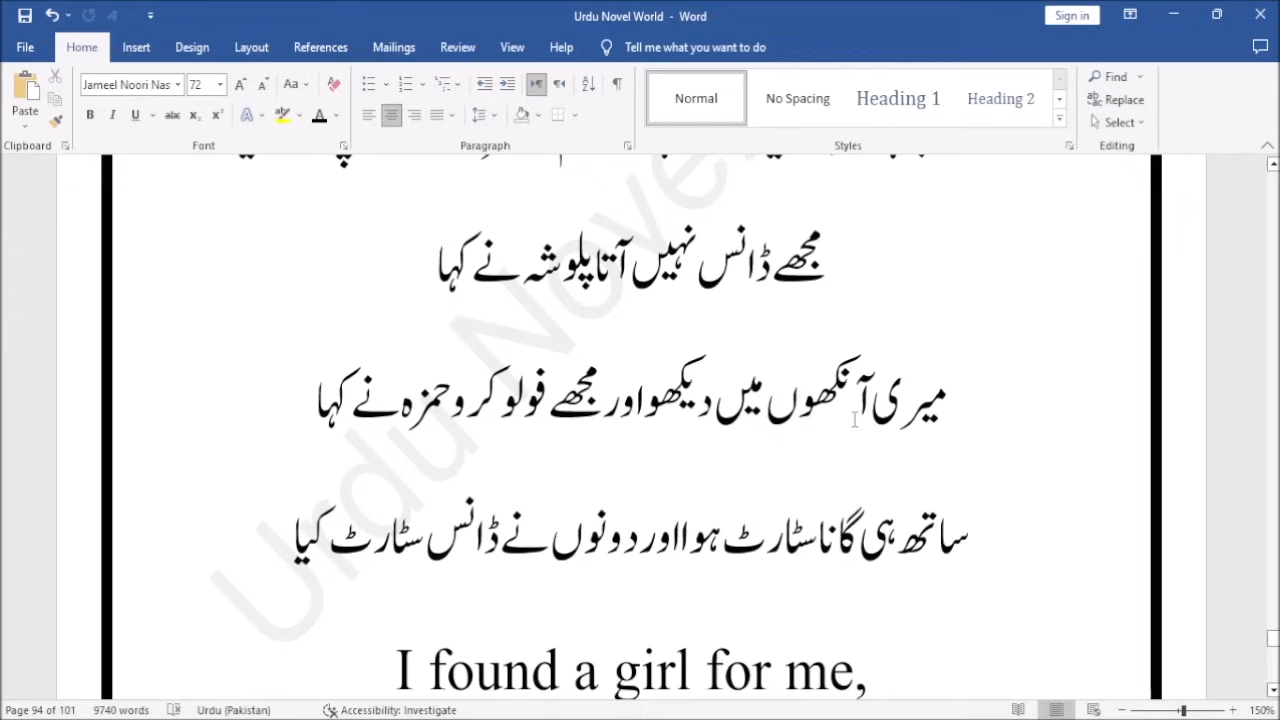 Urdu Novel World - Word
Sign in
File Home Insert Design Layout References Mailings Review View Help Tell me what you want to do
Paste
Jameel Noori Nas 72
Clipboard Font Paragraph Styles Editing
Normal No Spacing Heading 1 Heading 2
Find
Replace
Select
مجھے ڈانس نہیں آتا پلوشہ نے کہا
میری آنکھوں میں دیکھو اور مجھے فولو کرو حمزہ نے کہا
ساتھ ہی گانا سٹارٹ ہوا اور دونوں نے ڈانس سٹارٹ کیا
I found a girl for me,
Urdu Nove
Page 94 of 101 9740 words Urdu (Pakistan) Accessibility: Investigate 150%